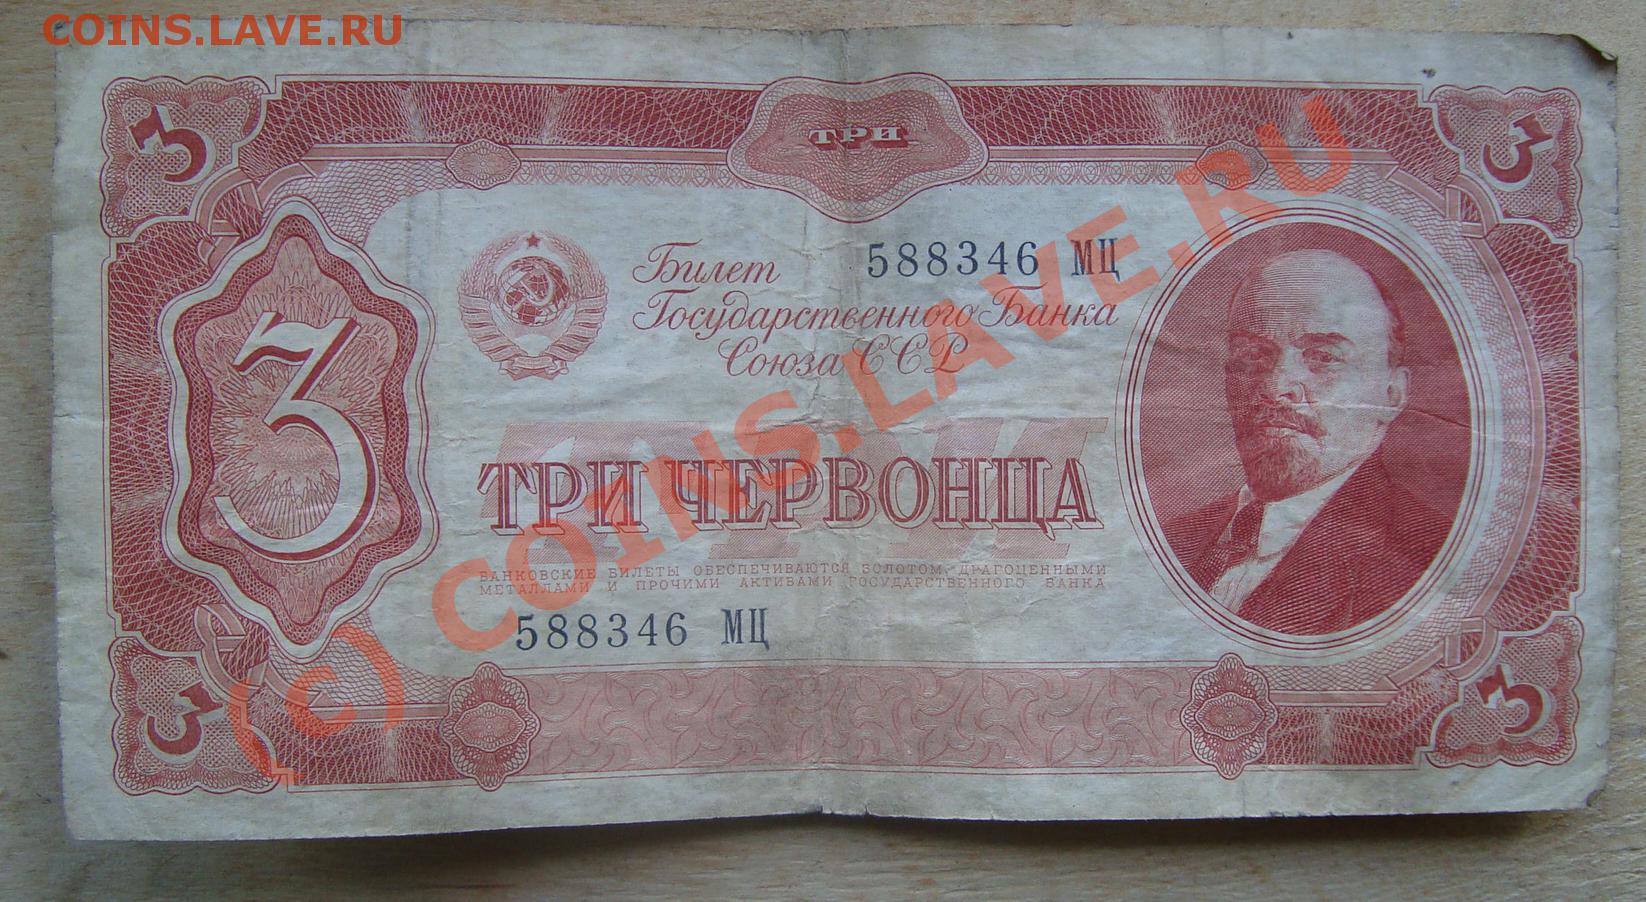 COINS.LAVE.RU
3 ТРИ 3
Билет 588346 МЦ
Государственного Банка
Союза ССР
3
ТРИ
ТРИ ЧЕРВОНЦА
БАНКОВСКИЕ БИЛЕТЫ ОБЕСПЕЧИВАЮТСЯ ЗОЛОТОМ, ДРАГОЦЕННЫМИ
МЕТАЛЛАМИ И ПРОЧИМИ АКТИВАМИ ГОСУДАРСТВЕННОГО БАНКА
588346 МЦ
3 3
(c) COINS.LAVE.RU